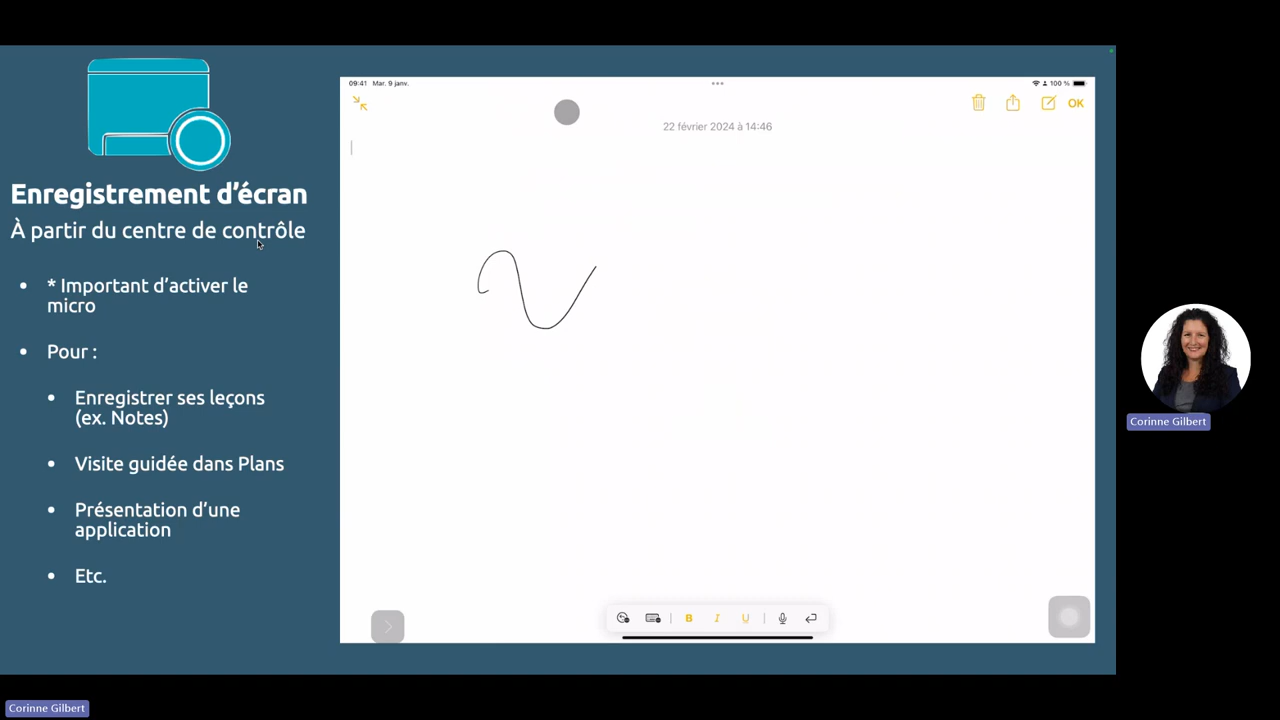 Enregistrement d'écran
À partir du centre de contrôle
• * Important d'activer le
micro
• Pour :
• Enregistrer ses leçons
(ex. Notes)
• Visite guidée dans Plans
• Présentation d'une
application
• Etc.
09:41 Mar. 9 janv.
100 %
OK
22 février 2024 à 14:46
B I U
Corinne Gilbert
Corinne Gilbert